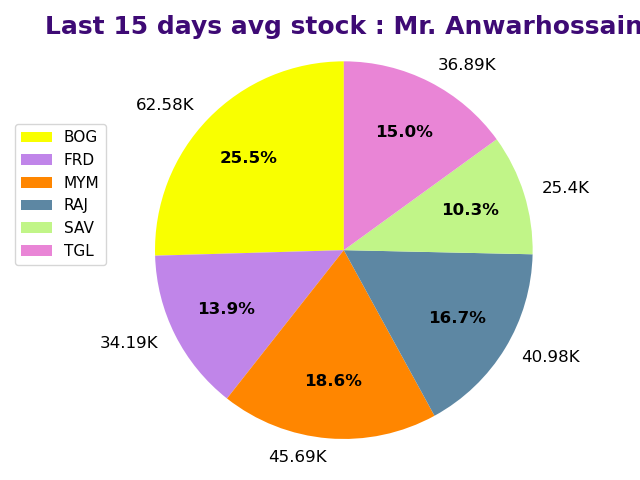 Last 15 days avg stock : Mr. Anwarhossain
36.89K
62.58K
BOG
FRD
MYM
RAJ
SAV
TGL
15.0%
25.5%
25.4K
10.3%
13.9%
16.7%
34.19K
40.98K
18.6%
45.69K